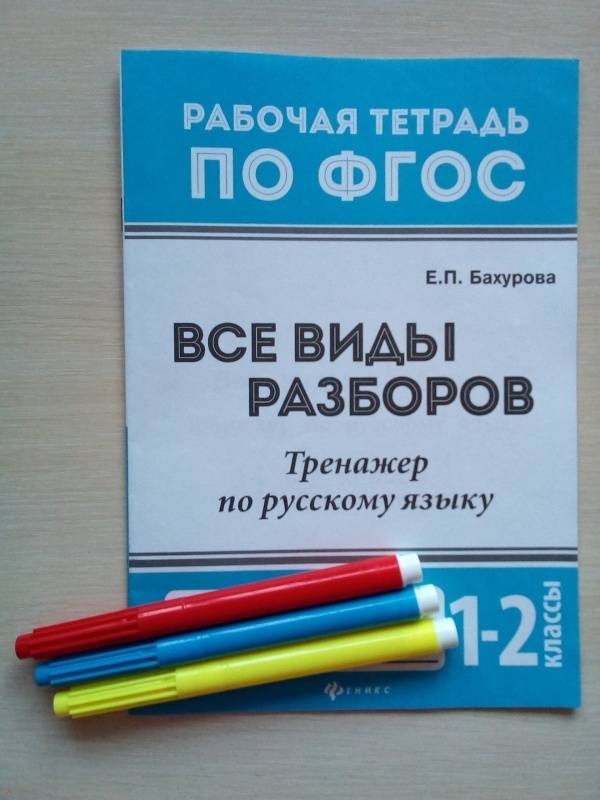 РАБОЧАЯ ТЕТРАДЬ
ПО ФГОС
Е.П. Бахурова
ВСЕ ВИДЫ
РАЗБОРОВ
Тренажер
по русскому языку
1-2
классы
ФЕНИКС